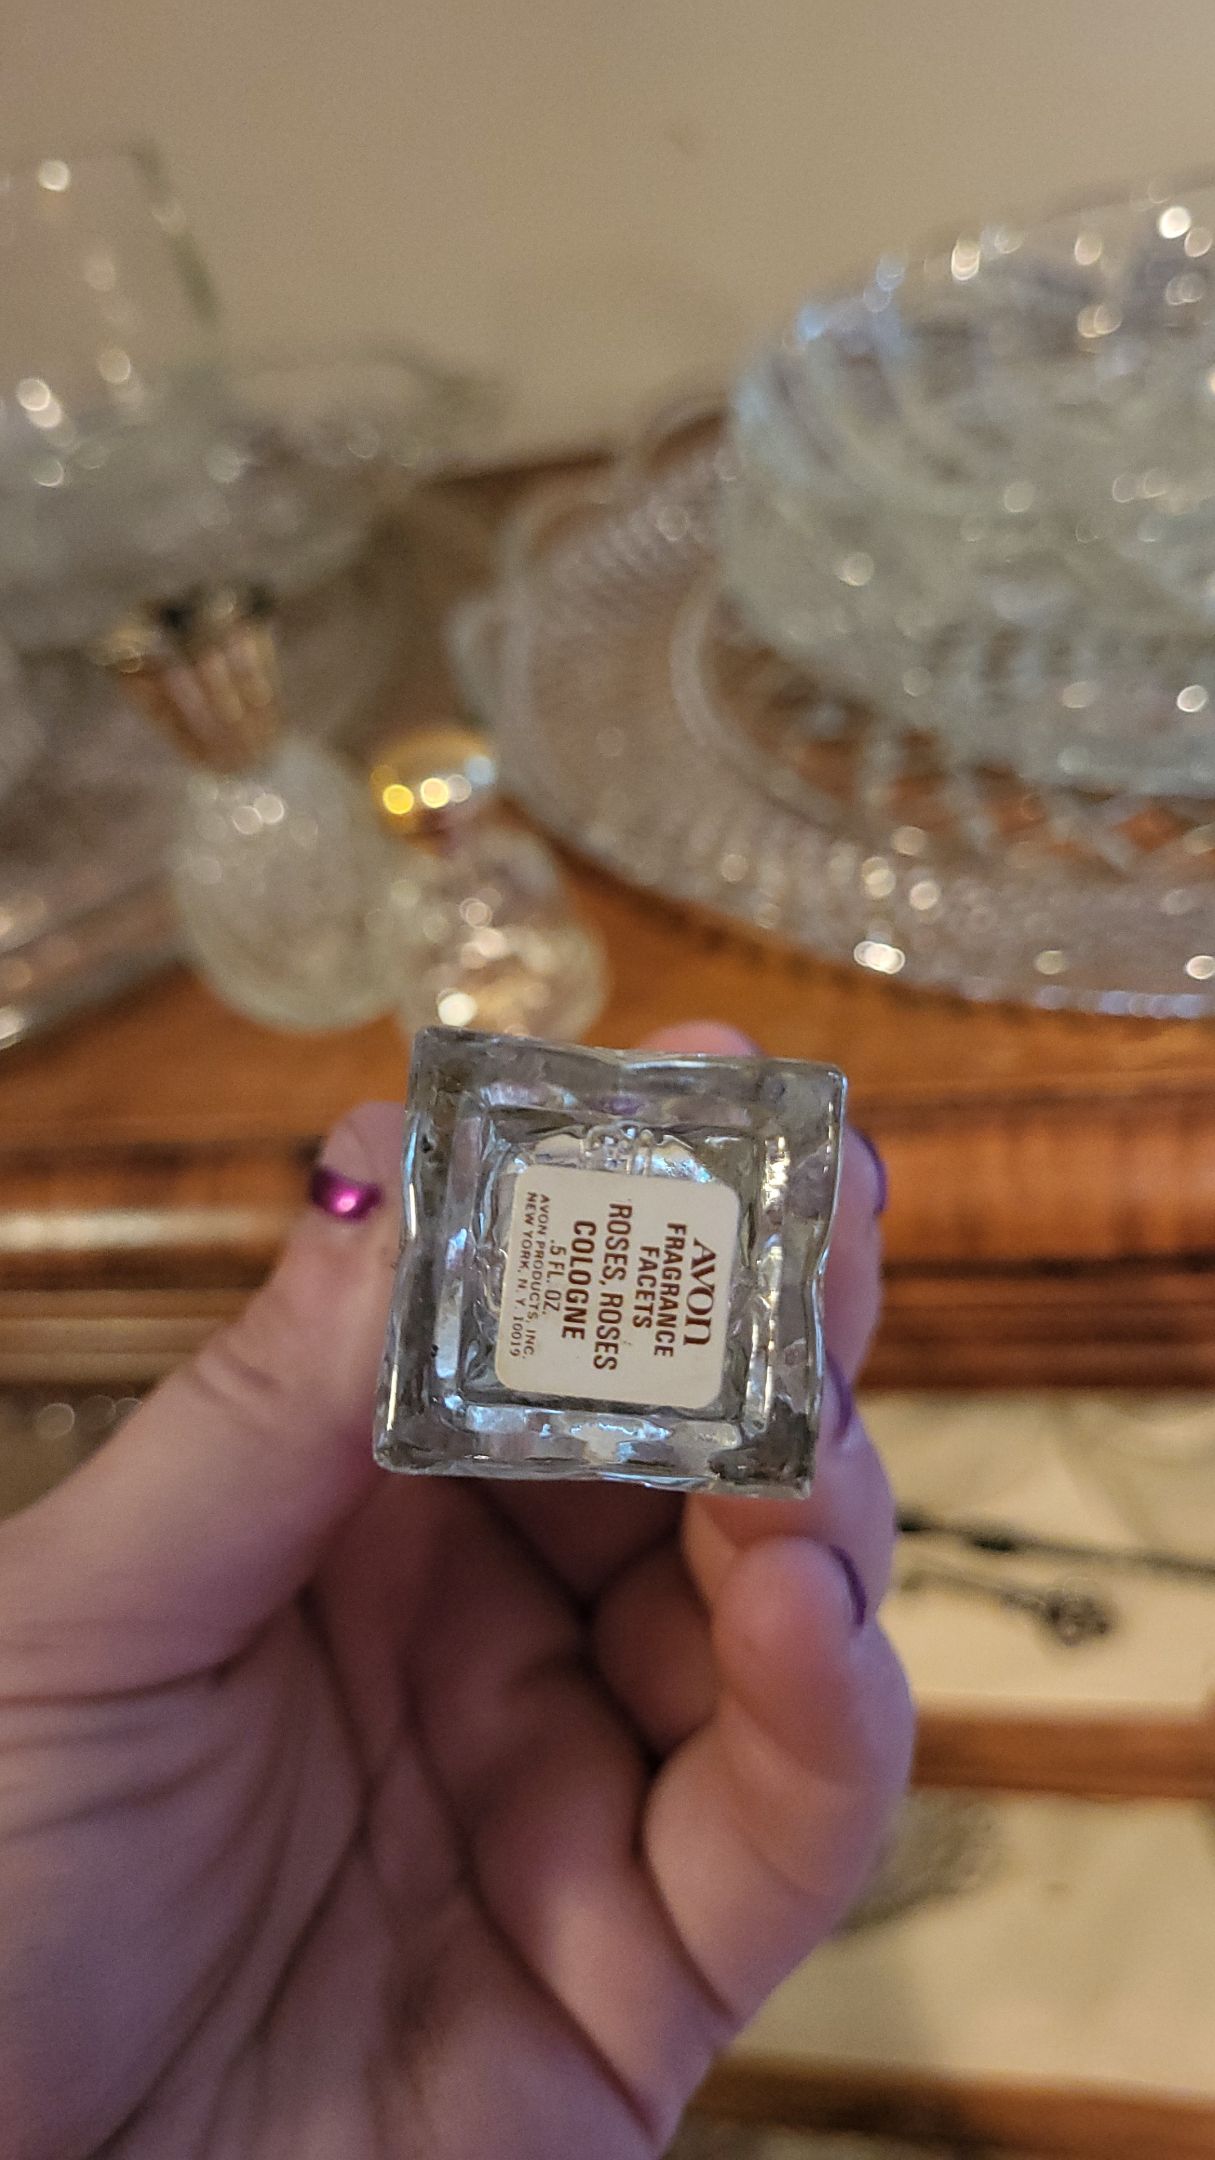 AVON
FRAGRANCE
FACETS
ROSES, ROSES
COLOGNE
.5 FL. OZ.
AVON PRODUCTS, INC.
NEW YORK, N.Y. 10019